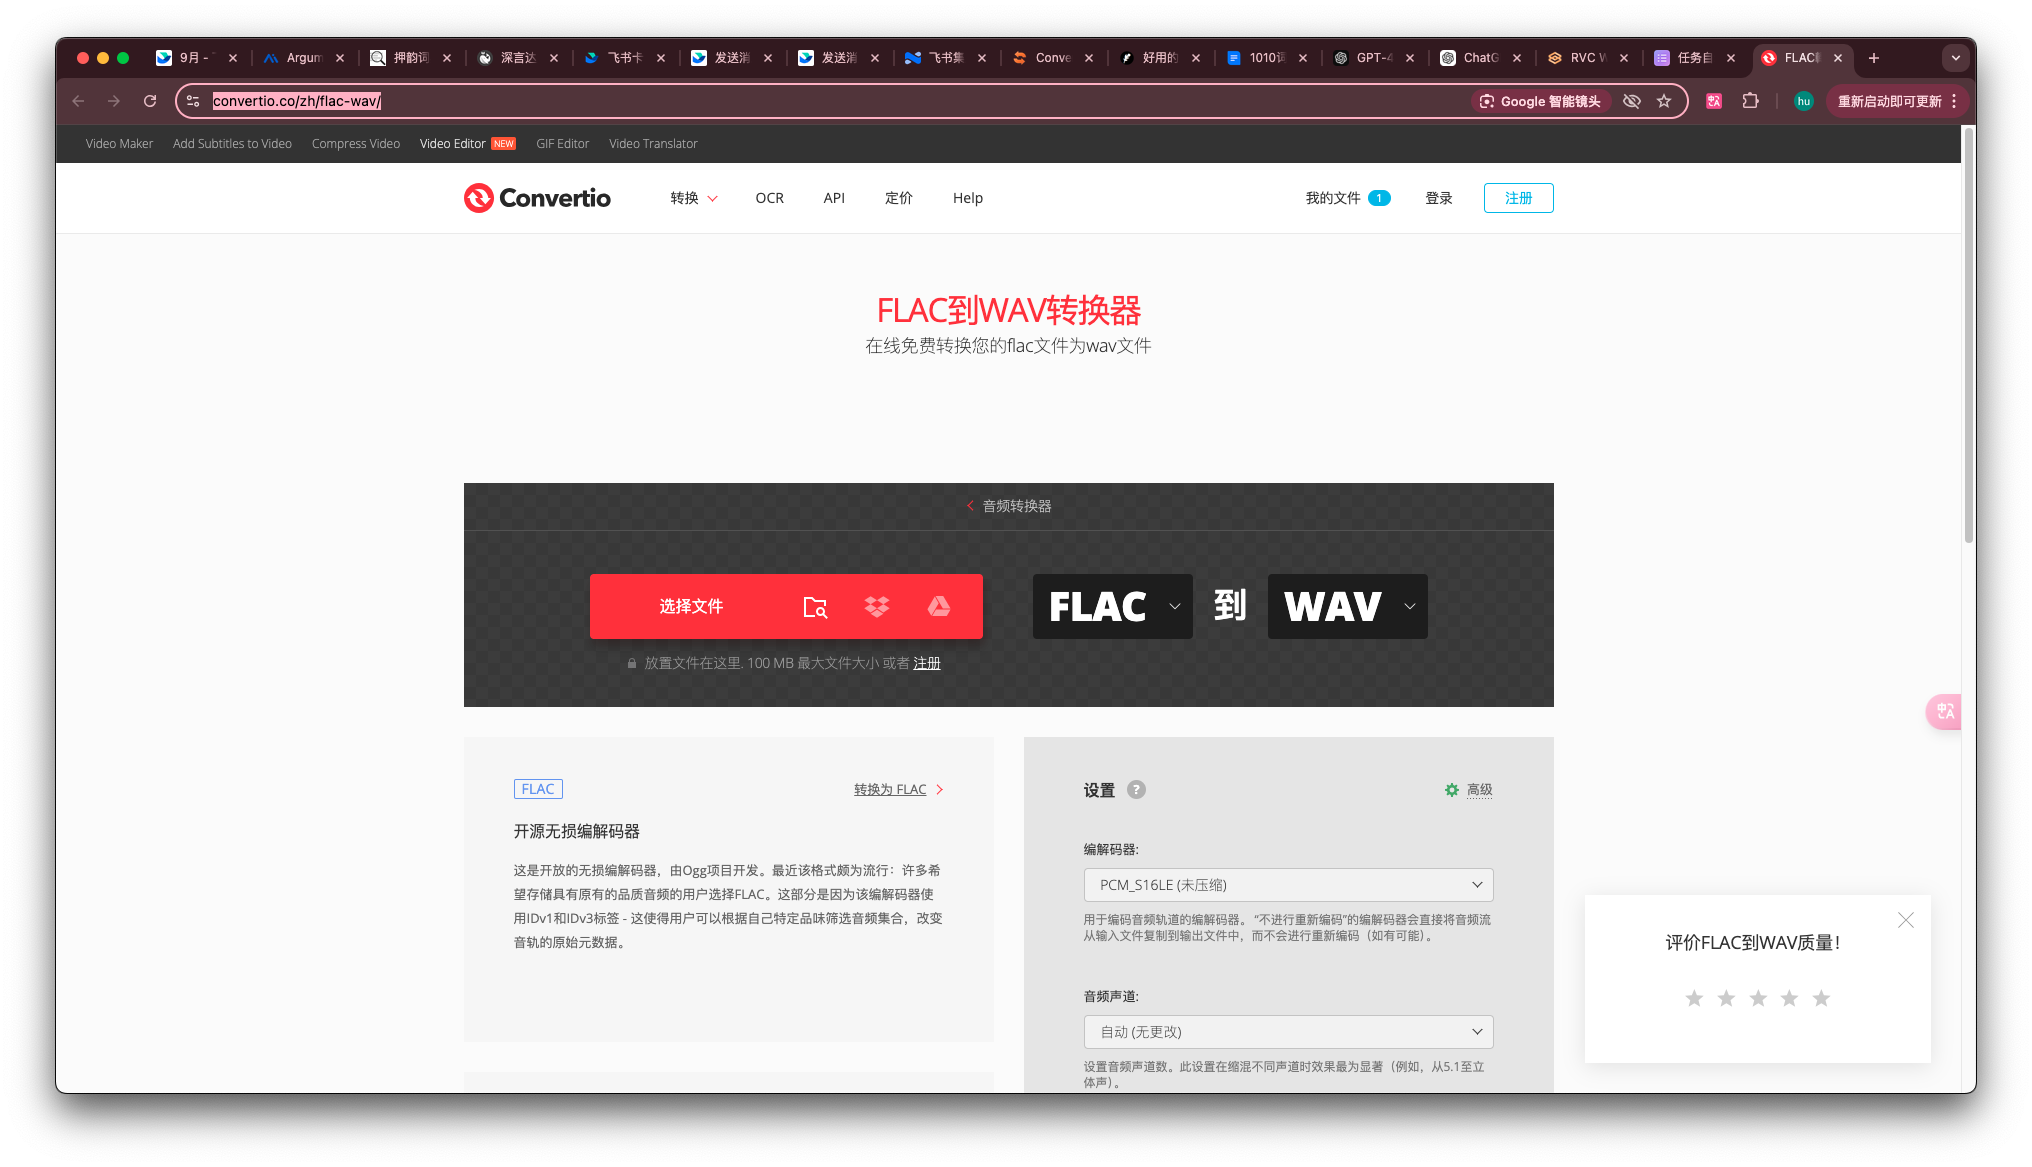 9月 -
Argum
押韵词
深言达
飞书卡
发送消
发送消
飞书集
Conve
好用的
1010词
GPT-4
ChatG
RVC W
任务自
FLAC
convertio.co/zh/flac-wav/
Google 智能镜头
hu
重新启动即可更新
Video Maker
Add Subtitles to Video
Compress Video
Video Editor NEW
GIF Editor
Video Translator
Convertio
转换
OCR
API
定价
Help
我的文件 1
登录
注册
FLAC到WAV转换器
在线免费转换您的flac文件为wav文件
音频转换器
选择文件
FLAC
到
WAV
放置文件在这里. 100 MB 最大文件大小 或者 注册
FLAC
转换为 FLAC
开源无损编解码器
这是开放的无损编解码器，由Ogg项目开发。最近该格式颇为流行：许多希
望存储具有原有的品质音频的用户选择FLAC。这部分是因为该编解码器使
用IDv1和IDv3标签 - 这使得用户可以根据自己特定品味筛选音频集合，改变
音轨的原始元数据。
设置 ?
高级
编解码器:
PCM_S16LE (未压缩)
用于编码音频轨道的编解码器。 “不进行重新编码”的编解码器会直接将音频流
从输入文件复制到输出文件中，而不会进行重新编码（如有可能）。
音频声道:
自动 (无更改)
设置音频声道数。此设置在缩混不同声道时效果最为显著（例如，从5.1至立
体声）。
评价FLAC到WAV质量！